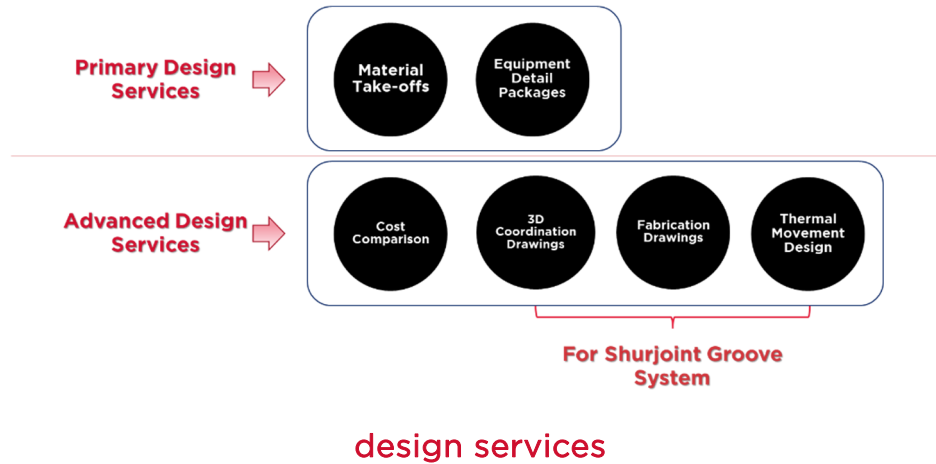 Primary Design
Services
Material
Take-offs
Equipment
Detail
Packages
Advanced Design
Services
Cost
Comparison
3D
Coordination
Drawings
Fabrication
Drawings
Thermal
Movement
Design
For Shurjoint Groove
System
design services